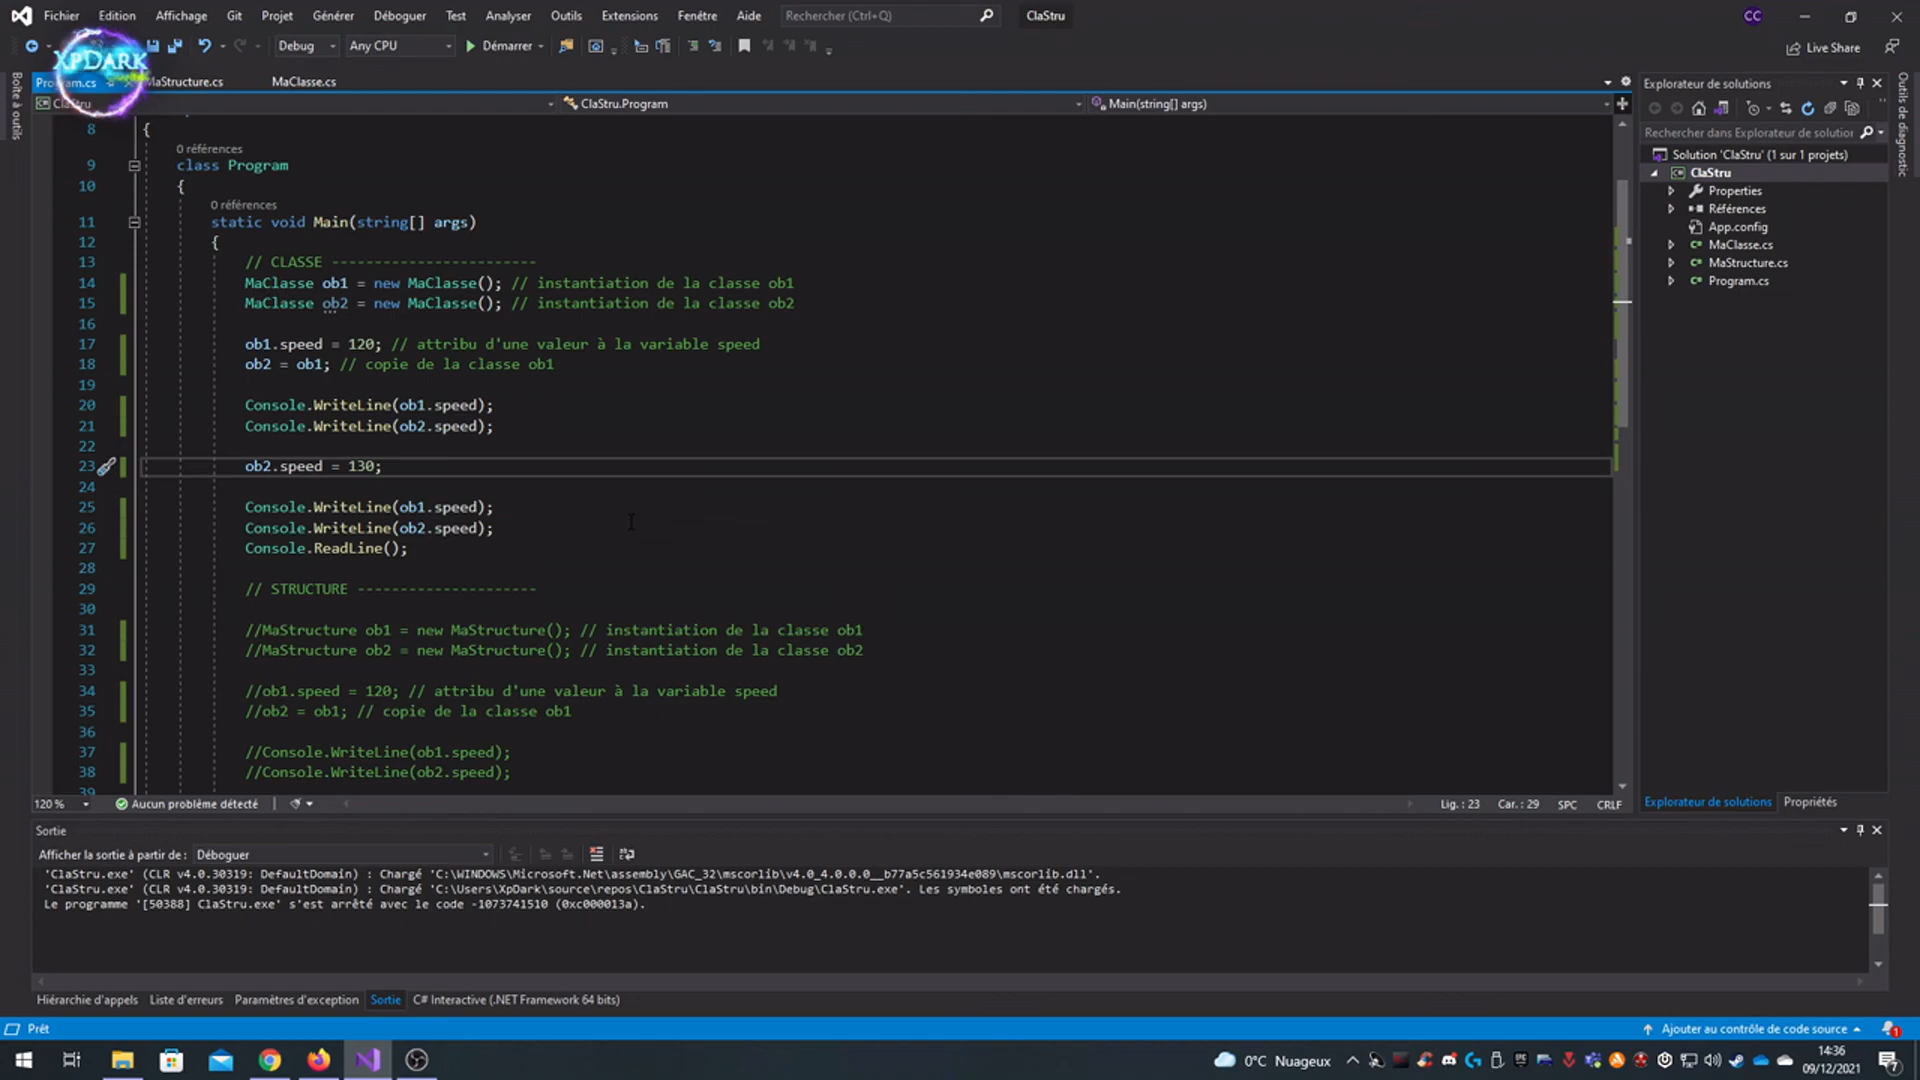 Fichier Edition Affichage Git Projet Générer Déboguer Test Analyser Outils Extensions Fenêtre Aide Rechercher (Ctrl+Q) ClaStru CC
Debug Any CPU Démarrer Live Share
XPDARK
Program.cs MaStructure.cs MaClasse.cs
ClaStru ClaStru.Program Main(string[] args)
Boîte à outils
8 {
0 références
9 class Program
10 {
0 références
11 static void Main(string[] args)
12 {
13 // CLASSE ------------------------
14 MaClasse ob1 = new MaClasse(); // instantiation de la classe ob1
15 MaClasse ob2 = new MaClasse(); // instantiation de la classe ob2
16
17 ob1.speed = 120; // attribu d'une valeur à la variable speed
18 ob2 = ob1; // copie de la classe ob1
19
20 Console.WriteLine(ob1.speed);
21 Console.WriteLine(ob2.speed);
22
23 ob2.speed = 130;
24
25 Console.WriteLine(ob1.speed);
26 Console.WriteLine(ob2.speed);
27 Console.ReadLine();
28
29 // STRUCTURE ---------------------
30
31 //MaStructure ob1 = new MaStructure(); // instantiation de la classe ob1
32 //MaStructure ob2 = new MaStructure(); // instantiation de la classe ob2
33
34 //ob1.speed = 120; // attribu d'une valeur à la variable speed
35 //ob2 = ob1; // copie de la classe ob1
36
37 //Console.WriteLine(ob1.speed);
38 //Console.WriteLine(ob2.speed);
39
120 % Aucun problème détecté Lig. : 23 Car. : 29 SPC CRLF
Explorateur de solutions
Rechercher dans Explorateur de solution
Solution 'ClaStru' (1 sur 1 projets)
ClaStru
Properties
Références
App.config
MaClasse.cs
MaStructure.cs
Program.cs
Explorateur de solutions Propriétés
Outils de diagnostic
Sortie
Afficher la sortie à partir de : Déboguer
'ClaStru.exe' (CLR v4.0.30319: DefaultDomain) : Chargé 'C:\WINDOWS\Microsoft.Net\assembly\GAC_32\mscorlib\v4.0_4.0.0.0__b77a5c561934e089\mscorlib.dll'.
'ClaStru.exe' (CLR v4.0.30319: DefaultDomain) : Chargé 'C:\Users\XpDark\source\repos\ClaStru\ClaStru\bin\Debug\ClaStru.exe'. Les symboles ont été chargés.
Le programme '[50388] ClaStru.exe' s'est arrêté avec le code -1073741510 (0xc000013a).
Hiérarchie d'appels Liste d'erreurs Paramètres d'exception Sortie C# Interactive (.NET Framework 64 bits)
Prêt Ajouter au contrôle de code source 1
0°C Nuageux 14:36
09/12/2021 7